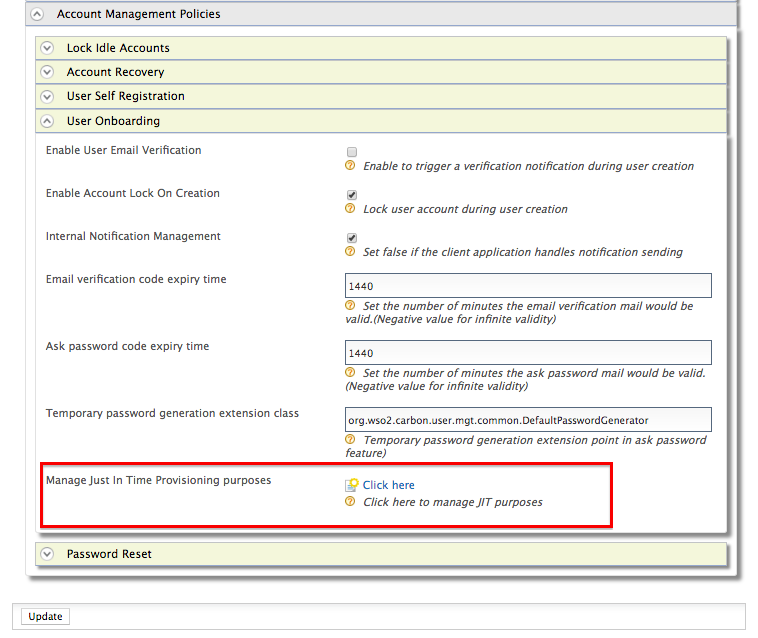 Account Management Policies
Lock Idle Accounts
Account Recovery
User Self Registration
User Onboarding
Enable User Email Verification
Enable to trigger a verification notification during user creation
Enable Account Lock On Creation
Lock user account during user creation
Internal Notification Management
Set false if the client application handles notification sending
Email verification code expiry time
1440
Set the number of minutes the email verification mail would be
valid.(Negative value for infinite validity)
Ask password code expiry time
1440
Set the number of minutes the ask password mail would be valid.
(Negative value for infinite validity)
Temporary password generation extension class
org.wso2.carbon.user.mgt.common.DefaultPasswordGenerator
Temporary password generation extension point in ask password
feature)
Manage Just In Time Provisioning purposes
Click here
Click here to manage JIT purposes
Password Reset
Update